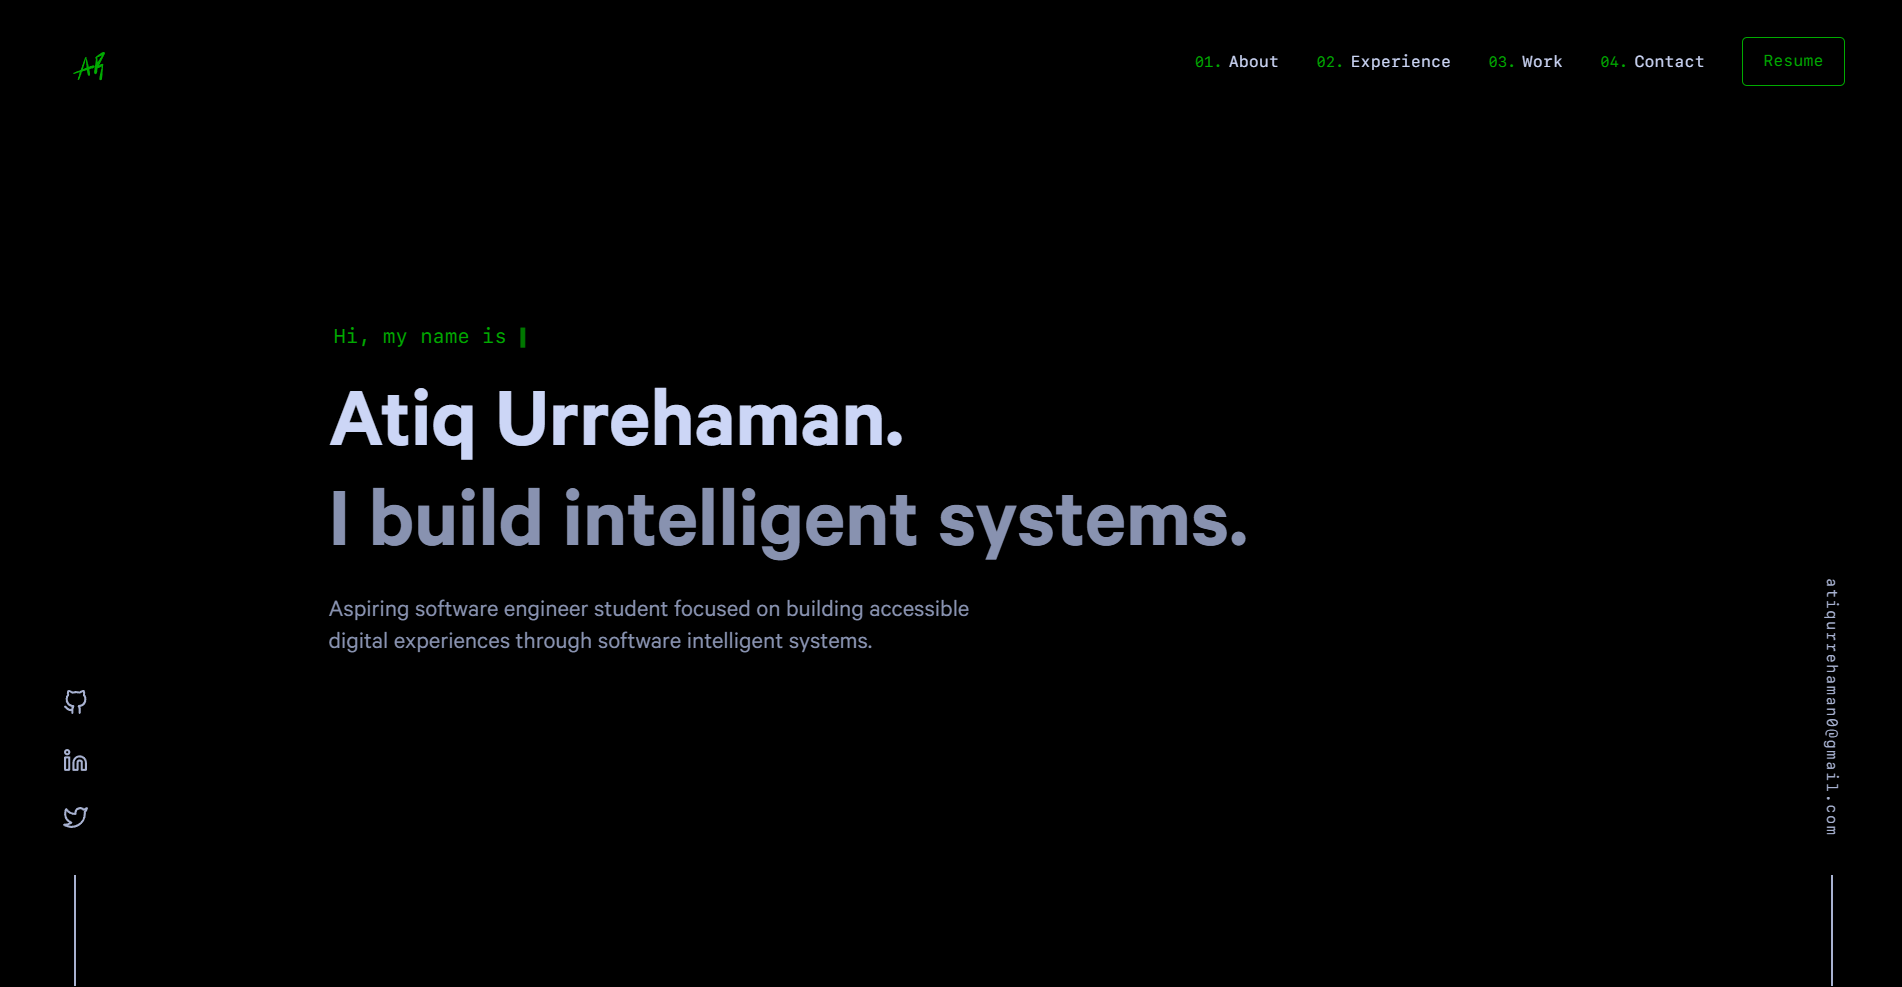 AR
01. About 02. Experience 03. Work 04. Contact Resume
Hi, my name is
Atiq Urrehaman.
I build intelligent systems.
Aspiring software engineer student focused on building accessible
digital experiences through software intelligent systems.
atiqurrehaman0@gmail.com